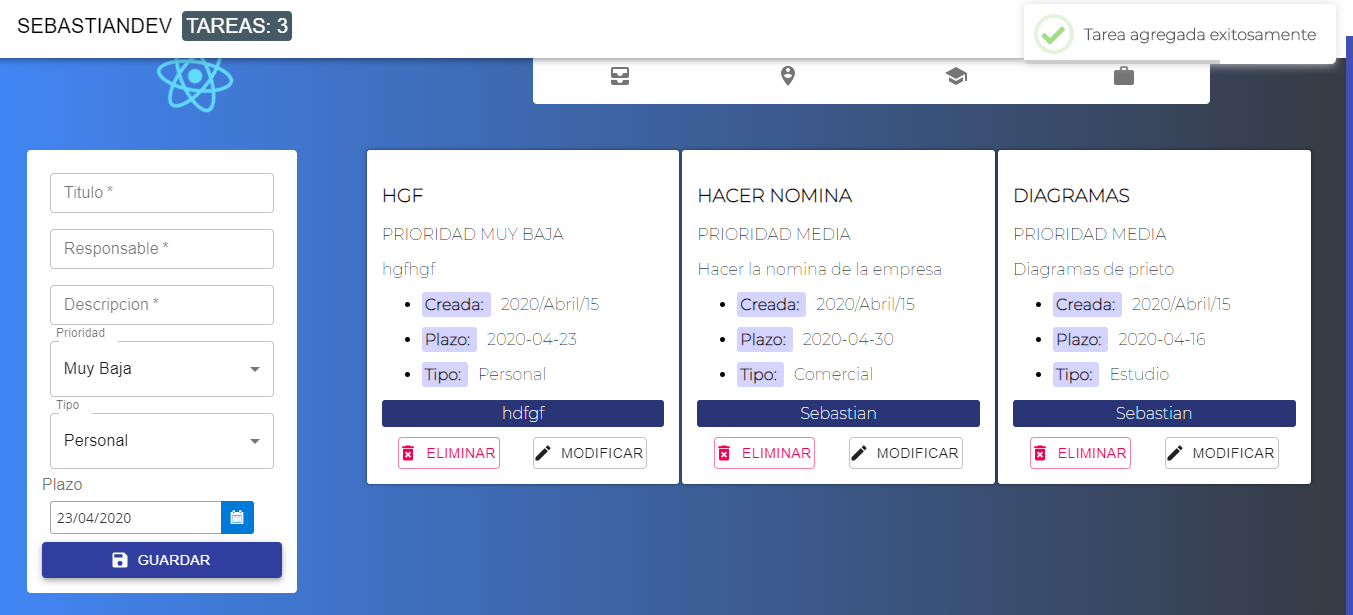 SEBASTIANDEV TAREAS: 3
Tarea agregada exitosamente
Titulo *
Responsable *
Descripcion *
Prioridad
Muy Baja
Tipo
Personal
Plazo
23/04/2020
GUARDAR
HGF
PRIORIDAD MUY BAJA
hgfhgf
Creada: 2020/Abril/15
Plazo: 2020-04-23
Tipo: Personal
hdfgf
ELIMINAR MODIFICAR
HACER NOMINA
PRIORIDAD MEDIA
Hacer la nomina de la empresa
Creada: 2020/Abril/15
Plazo: 2020-04-30
Tipo: Comercial
Sebastian
ELIMINAR MODIFICAR
DIAGRAMAS
PRIORIDAD MEDIA
Diagramas de prieto
Creada: 2020/Abril/15
Plazo: 2020-04-16
Tipo: Estudio
Sebastian
ELIMINAR MODIFICAR